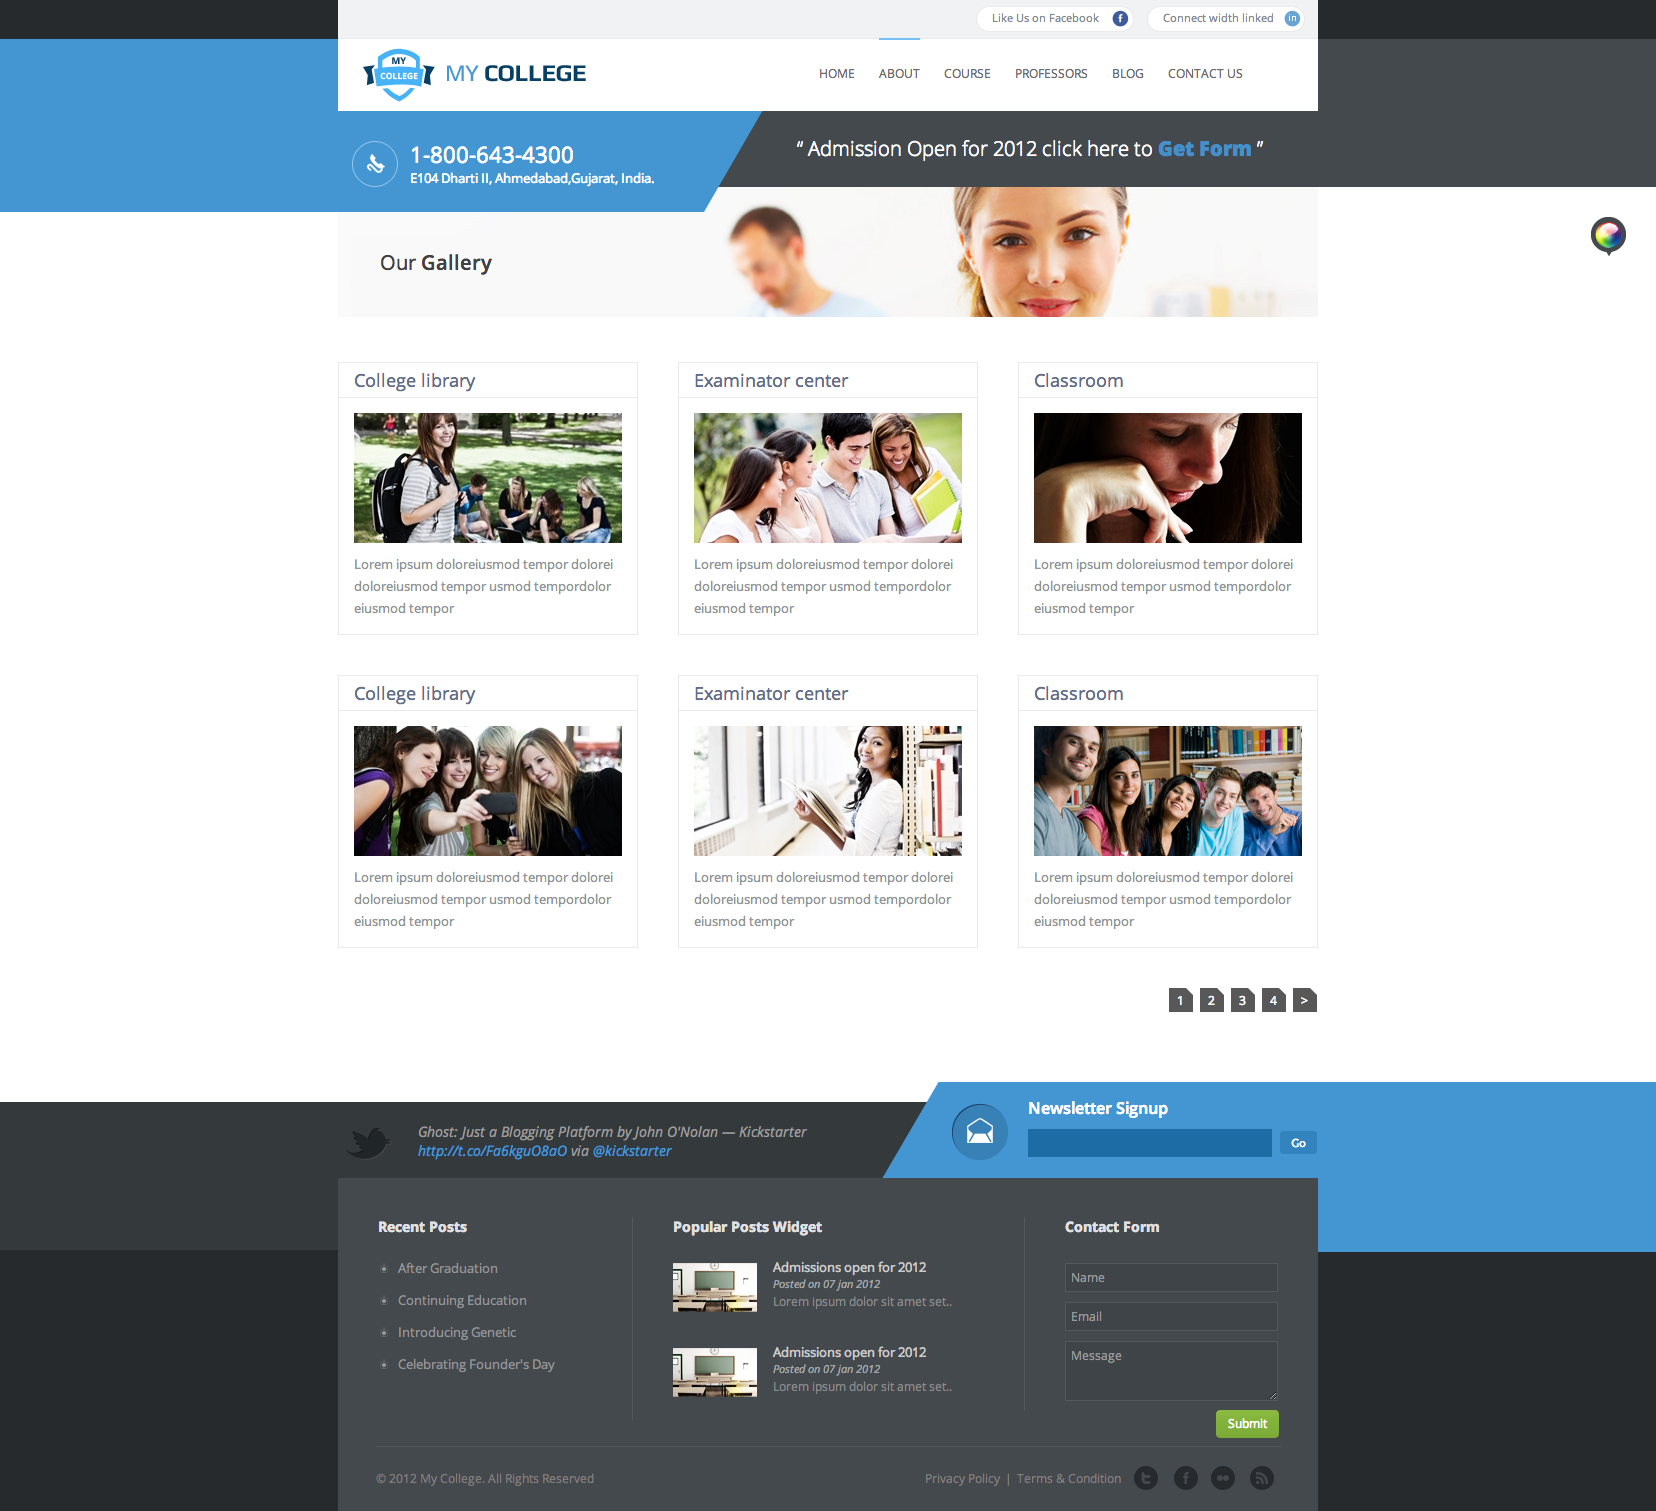 Like Us on Facebook
Connect width linked
MY COLLEGE
MY COLLEGE
HOME ABOUT COURSE PROFESSORS BLOG CONTACT US
1-800-643-4300
E104 Dharti II, Ahmedabad,Gujarat, India.
“ Admission Open for 2012 click here to Get Form ”
Our Gallery
College library
Lorem ipsum doloreiusmod tempor dolorei
doloreiusmod tempor usmod tempordolor
eiusmod tempor
Examinator center
Lorem ipsum doloreiusmod tempor dolorei
doloreiusmod tempor usmod tempordolor
eiusmod tempor
Classroom
Lorem ipsum doloreiusmod tempor dolorei
doloreiusmod tempor usmod tempordolor
eiusmod tempor
College library
Lorem ipsum doloreiusmod tempor dolorei
doloreiusmod tempor usmod tempordolor
eiusmod tempor
Examinator center
Lorem ipsum doloreiusmod tempor dolorei
doloreiusmod tempor usmod tempordolor
eiusmod tempor
Classroom
Lorem ipsum doloreiusmod tempor dolorei
doloreiusmod tempor usmod tempordolor
eiusmod tempor
1 2 3 4 >
Ghost: Just a Blogging Platform by John O'Nolan — Kickstarter
http://t.co/Fa6kguO8aO via @kickstarter
Newsletter Signup
Go
Recent Posts
After Graduation
Continuing Education
Introducing Genetic
Celebrating Founder's Day
Popular Posts Widget
Admissions open for 2012
Posted on 07 jan 2012
Lorem ipsum dolor sit amet set..
Admissions open for 2012
Posted on 07 jan 2012
Lorem ipsum dolor sit amet set..
Contact Form
Name
Email
Message
Submit
© 2012 My College. All Rights Reserved
Privacy Policy | Terms & Condition